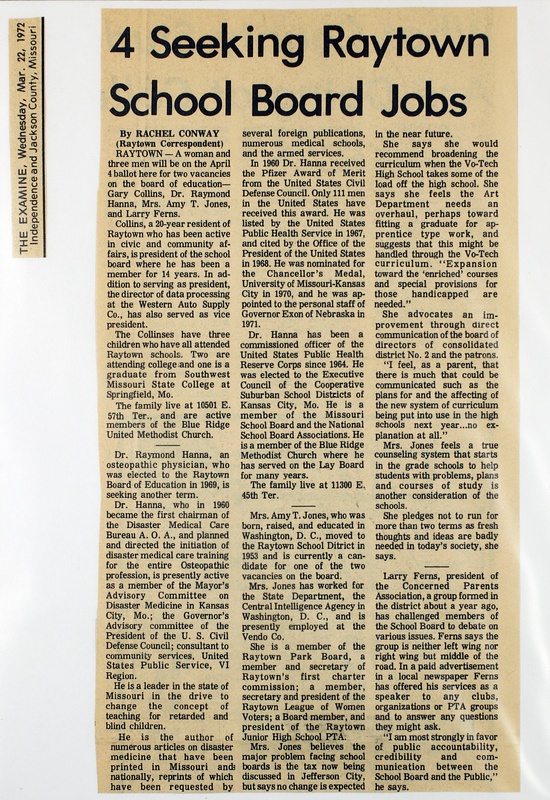 THE EXAMINE, Wednesday, Mar. 22, 1972
Independence and Jackson County, Missouri
4 Seeking Raytown
School Board Jobs
By RACHEL CONWAY
(Raytown Correspondent)
RAYTOWN — A woman and
three men will be on the April
4 ballot here for two vacancies
on the board of education—
Gary Collins, Dr. Raymond
Hanna, Mrs. Amy T. Jones,
and Larry Ferns.
Collins, a 20-year resident of
Raytown who has been active
in civic and community af-
fairs, is president of the school
board where he has been a
member for 14 years. In ad-
dition to serving as president,
the director of data processing
at the Western Auto Supply
Co., has also served as vice
president.
The Collinses have three
children who have all attended
Raytown schools. Two are
attending college and one is a
graduate from Southwest
Missouri State College at
Springfield, Mo.
The family live at 10501 E.
57th Ter., and are active
members of the Blue Ridge
United Methodist Church.
Dr. Raymond Hanna, an
osteopathic physician, who
was elected to the Raytown
Board of Education in 1969, is
seeking another term.
Dr. Hanna, who in 1960
became the first chairman of
the Disaster Medical Care
Bureau A. O. A., and planned
and directed the initiation of
disaster medical care training
for the entire Osteopathic
profession, is presently active
as a member of the Mayor's
Advisory Committee on
Disaster Medicine in Kansas
City, Mo.; the Governor's
Advisory committee of the
President of the U. S. Civil
Defense Council; consultant to
community services, United
States Public Service, VI
Region.
He is a leader in the state of
Missouri in the drive to
change the concept of
teaching for retarded and
blind children.
He is the author of
numerous articles on disaster
medicine that have been
printed in Missouri and
nationally, reprints of which
have been requested by
several foreign publications,
numerous medical schools,
and the armed services.
In 1960 Dr. Hanna received
the Pfizer Award of Merit
from the United States Civil
Defense Council. Only 111 men
in the United States have
received this award. He was
listed by the United States
Public Health Service in 1967,
and cited by the Office of the
President of the United States
in 1968. He was nominated for
the Chancellor's Medal,
University of Missouri-Kansas
City in 1970, and he was ap-
pointed to the personal staff of
Governor Exon of Nebraska in
1971.
Dr. Hanna has been a
commissioned officer of the
United States Public Health
Reserve Corps since 1964. He
was elected to the Executive
Council of the Cooperative
Suburban School Districts of
Kansas City, Mo. He is a
member of the Missouri
School Board and the National
School Board Associations. He
is a member of the Blue Ridge
Methodist Church where he
has served on the Lay Board
for many years.
The family live at 11300 E.
45th Ter.
Mrs. Amy T. Jones, who was
born, raised, and educated in
Washington, D. C., moved to
the Raytown School District in
1953 and is currently a can-
didate for one of the two
vacancies on the board.
Mrs. Jones has worked for
the State Department, the
Central Intelligence Agency in
Washington, D. C., and is
presently employed at the
Vendo Co.
She is a member of the
Raytown Park Board, a
member and secretary of
Raytown's first charter
commission; a member,
secretary and president of the
Raytown League of Women
Voters; a Board member, and
president of the Raytown
Junior High School PTA.
Mrs. Jones believes the
major problem facing school
boards is the tax now being
discussed in Jefferson City,
but says no change is expected
in the near future.
She says she would
recommend broadening the
curriculum when the Vo-Tech
High School takes some of the
load off the high school. She
says she feels the Art
Department needs an
overhaul, perhaps toward
fitting a graduate for ap-
prentice type work, and
suggests that this might be
handled through the Vo-Tech
curriculum. "Expansion
toward the 'enriched' courses
and special provisions for
those handicapped are
needed."
She advocates an im-
provement through direct
communication of the board of
directors of consolidated
district No. 2 and the patrons.
"I feel, as a parent, that
there is much that could be
communicated such as the
plans for and the affecting of
the new system of curriculum
being put into use in the high
schools next year...no ex-
planation at all."
Mrs. Jones feels a true
counseling system that starts
in the grade schools to help
students with problems, plans
and courses of study is
another consideration of the
schools.
She pledges not to run for
more than two terms as fresh
thoughts and ideas are badly
needed in today's society, she
says.
Larry Ferns, president of
the Concerned Parents
Association, a group formed in
the district about a year ago,
has challenged members of
the School Board to debate on
various issues. Ferns says the
group is neither left wing nor
right wing but middle of the
road. In a paid advertisement
in a local newspaper Ferns
has offered his services as a
speaker to any clubs,
organizations or PTA groups
and to answer any questions
they might ask.
"I am most strongly in favor
of public accountability,
credibility and com-
munication between the
School Board and the Public,"
he says.